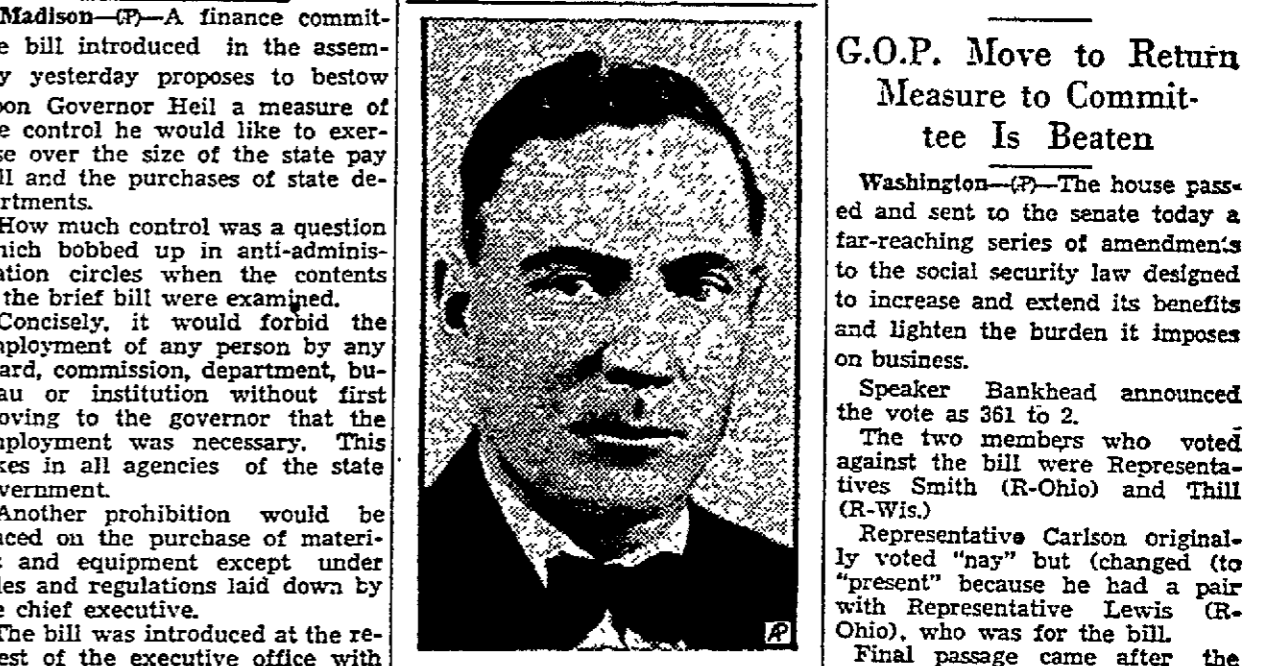 Madison—(AP)—A finance commit-
e bill introduced in the assem-
y yesterday proposes to bestow
on Governor Heil a measure of
e control he would like to exer-
se over the size of the state pay
ll and the purchases of state de-
rtments.
How much control was a question
hich bobbed up in anti-adminis-
ation circles when the contents
the brief bill were examined.
Concisely, it would forbid the
ployment of any person by any
ard, commission, department, bu-
au or institution without first
oving to the governor that the
ployment was necessary. This
kes in all agencies of the state
vernment.
Another prohibition would be
ced on the purchase of materi-
and equipment except under
les and regulations laid down by
e chief executive.
The bill was introduced at the re-
est of the executive office with
AP
G.O.P. Move to Return
Measure to Commit-
tee Is Beaten
Washington—(AP)—The house pass-
ed and sent to the senate today a
far-reaching series of amendments
to the social security law designed
to increase and extend its benefits
and lighten the burden it imposes
on business.
Speaker Bankhead announced
the vote as 361 to 2.
The two members who voted
against the bill were Representa-
tives Smith (R-Ohio) and Thill
(R-Wis.)
Representative Carlson original-
ly voted "nay" but (changed (to
"present" because he had a pair
with Representative Lewis (R-
Ohio), who was for the bill.
Final passage came after the